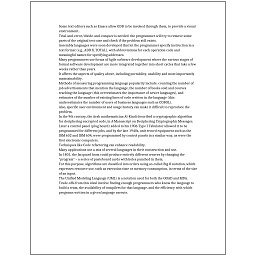 Some text editors such as Emacs allow GDB to be invoked through them, to provide a visual
environment.
Trial-and-error/divide-and-conquer is needed: the programmer will try to remove some
parts of the original test case and check if the problem still exists.
Assembly languages were soon developed that let the programmer specify instruction in a
text format (e.g., ADD X, TOTAL), with abbreviations for each operation code and
meaningful names for specifying addresses.
Many programmers use forms of Agile software development where the various stages of
formal software development are more integrated together into short cycles that take a few
weeks rather than years.
It affects the aspects of quality above, including portability, usability and most importantly
maintainability.
Methods of measuring programming language popularity include: counting the number of
job advertisements that mention the language, the number of books sold and courses
teaching the language (this overestimates the importance of newer languages), and
estimates of the number of existing lines of code written in the language (this
underestimates the number of users of business languages such as COBOL).
Also, specific user environment and usage history can make it difficult to reproduce the
problem.
In the 9th century, the Arab mathematician Al-Kindi described a cryptographic algorithm
for deciphering encrypted code, in A Manuscript on Deciphering Cryptographic Messages.
Later a control panel (plug board) added to his 1906 Type I Tabulator allowed it to be
programmed for different jobs, and by the late 1940s, unit record equipment such as the
IBM 602 and IBM 604, were programmed by control panels in a similar way, as were the
first electronic computers.
Techniques like Code refactoring can enhance readability.
Many applications use a mix of several languages in their construction and use.
In 1801, the Jacquard loom could produce entirely different weaves by changing the
"program" - a series of pasteboard cards with holes punched in them.
For this purpose, algorithms are classified into orders using so-called Big O notation, which
expresses resource use, such as execution time or memory consumption, in terms of the size
of an input.
The Unified Modeling Language (UML) is a notation used for both the OOAD and MDA.
Trade-offs from this ideal involve finding enough programmers who know the language to
build a team, the availability of compilers for that language, and the efficiency with which
programs written in a given language execute.